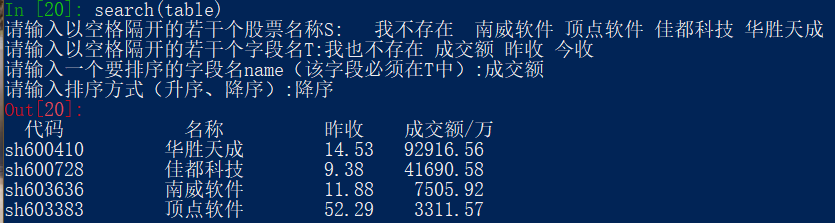 In [20]: search(table)
请输入以空格隔开的若干个股票名称S:   我不存在  南威软件 顶点软件 佳都科技 华胜天成
请输入以空格隔开的若干个字段名T:我也不存在 成交额 昨收 今收
请输入一个要排序的字段名name（该字段必须在T中）:成交额
请输入排序方式（升序、降序）:降序
Out[20]:
代码 名称 昨收 成交额/万
sh600410 华胜天成 14.53 92916.56
sh600728 佳都科技 9.38 41690.58
sh603636 南威软件 11.88 7505.92
sh603383 顶点软件 52.29 3311.57